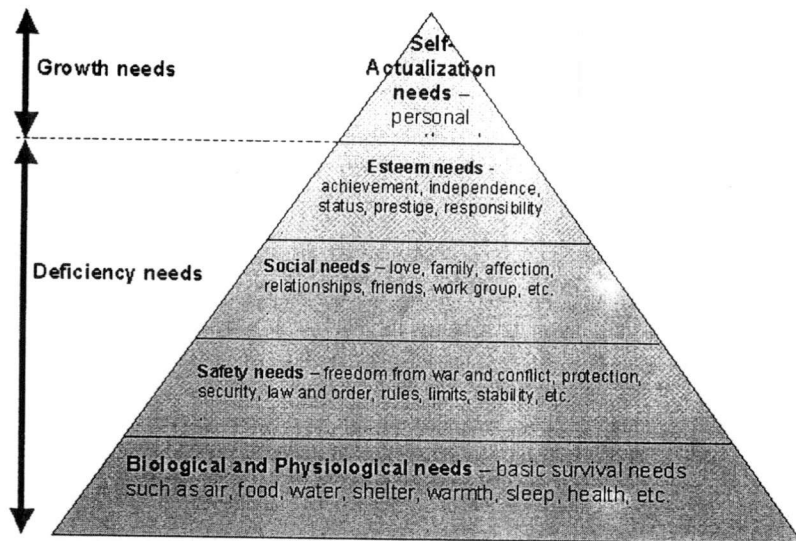 Growth needs
Self-
Actualization
needs –
personal
Esteem needs -
achievement, independence,
status, prestige, responsibility
Deficiency needs
Social needs – love, family, affection,
relationships, friends, work group, etc.
Safety needs – freedom from war and conflict, protection,
security, law and order, rules, limits, stability, etc.
Biological and Physiological needs – basic survival needs
such as air, food, water, shelter, warmth, sleep, health, etc.